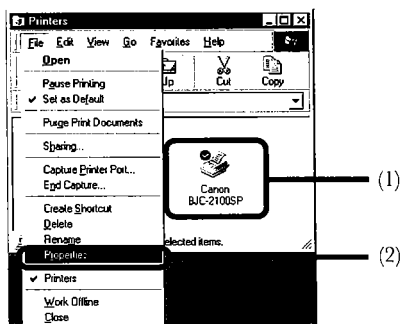 Printers
File Edit View Go Favorites Help
Open
Pause Printing
Set as Default
Purge Print Documents
Sharing...
Capture Printer Port...
End Capture...
Create Shortcut
Delete
Rename
Properties
Printers
Work Offline
Close
Up Cut Copy
Canon
BJC-2100SP
elected items.
(1)
(2)